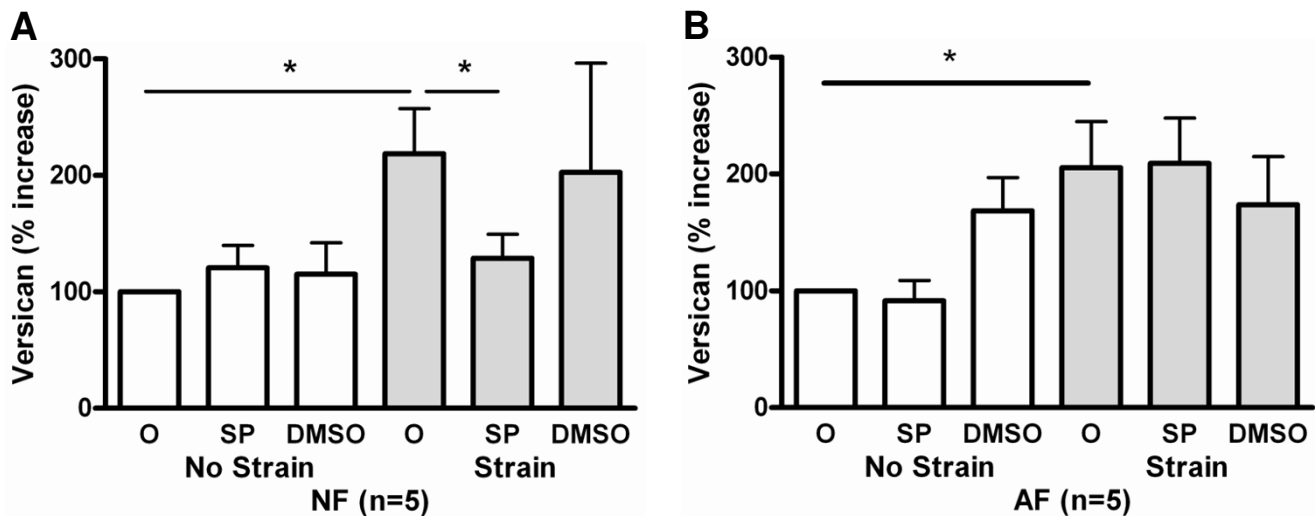 A
Versican (% increase)
300
200
100
0
*
*
O SP DMSO O SP DMSO
No Strain Strain
NF (n=5)
B
Versican (% increase)
300
200
100
0
*
O SP DMSO O SP DMSO
No Strain Strain
AF (n=5)